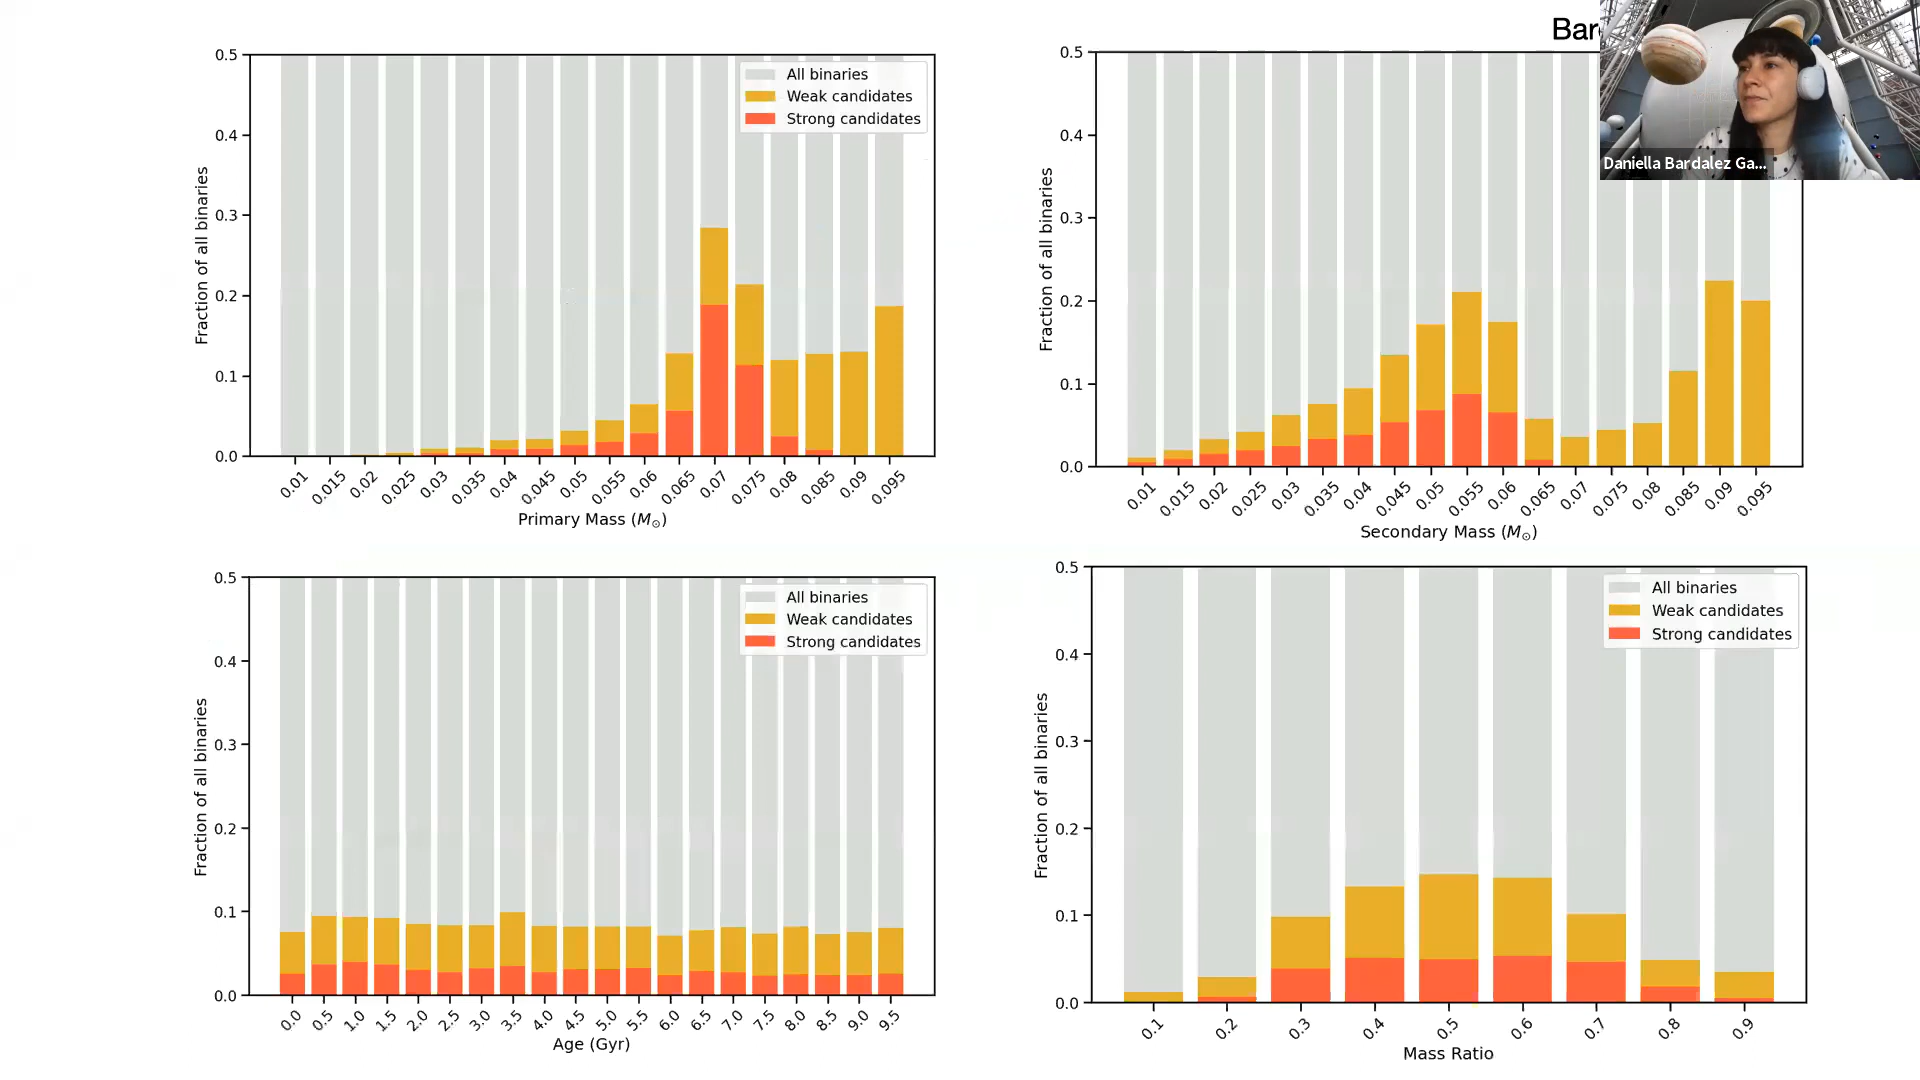 Bar
Daniella Bardalez Ga...
0.5
0.4
0.3
0.2
0.1
0.0
Fraction of all binaries
All binaries
Weak candidates
Strong candidates
0.01 0.015 0.02 0.025 0.03 0.035 0.04 0.045 0.05 0.055 0.06 0.065 0.07 0.075 0.08 0.085 0.09 0.095
Primary Mass (M☉)
0.5
0.4
0.3
0.2
0.1
0.0
Fraction of all binaries
0.01 0.015 0.02 0.025 0.03 0.035 0.04 0.045 0.05 0.055 0.06 0.065 0.07 0.075 0.08 0.085 0.09 0.095
Secondary Mass (M☉)
0.5
0.4
0.3
0.2
0.1
0.0
Fraction of all binaries
All binaries
Weak candidates
Strong candidates
0.0 0.5 1.0 1.5 2.0 2.5 3.0 3.5 4.0 4.5 5.0 5.5 6.0 6.5 7.0 7.5 8.0 8.5 9.0 9.5
Age (Gyr)
0.5
0.4
0.3
0.2
0.1
0.0
Fraction of all binaries
All binaries
Weak candidates
Strong candidates
0.1 0.2 0.3 0.4 0.5 0.6 0.7 0.8 0.9
Mass Ratio